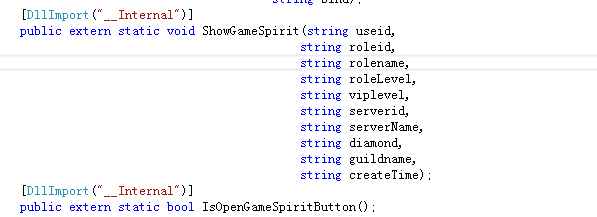 string bind);
[DllImport("__Internal")]
public extern static void ShowGameSpirit(string useid,
string roleid,
string rolename,
string roleLevel,
string viplevel,
string serverid,
string serverName,
string diamond,
string guildname,
string createTime);
[DllImport("__Internal")]
public extern static bool IsOpenGameSpiritButton();